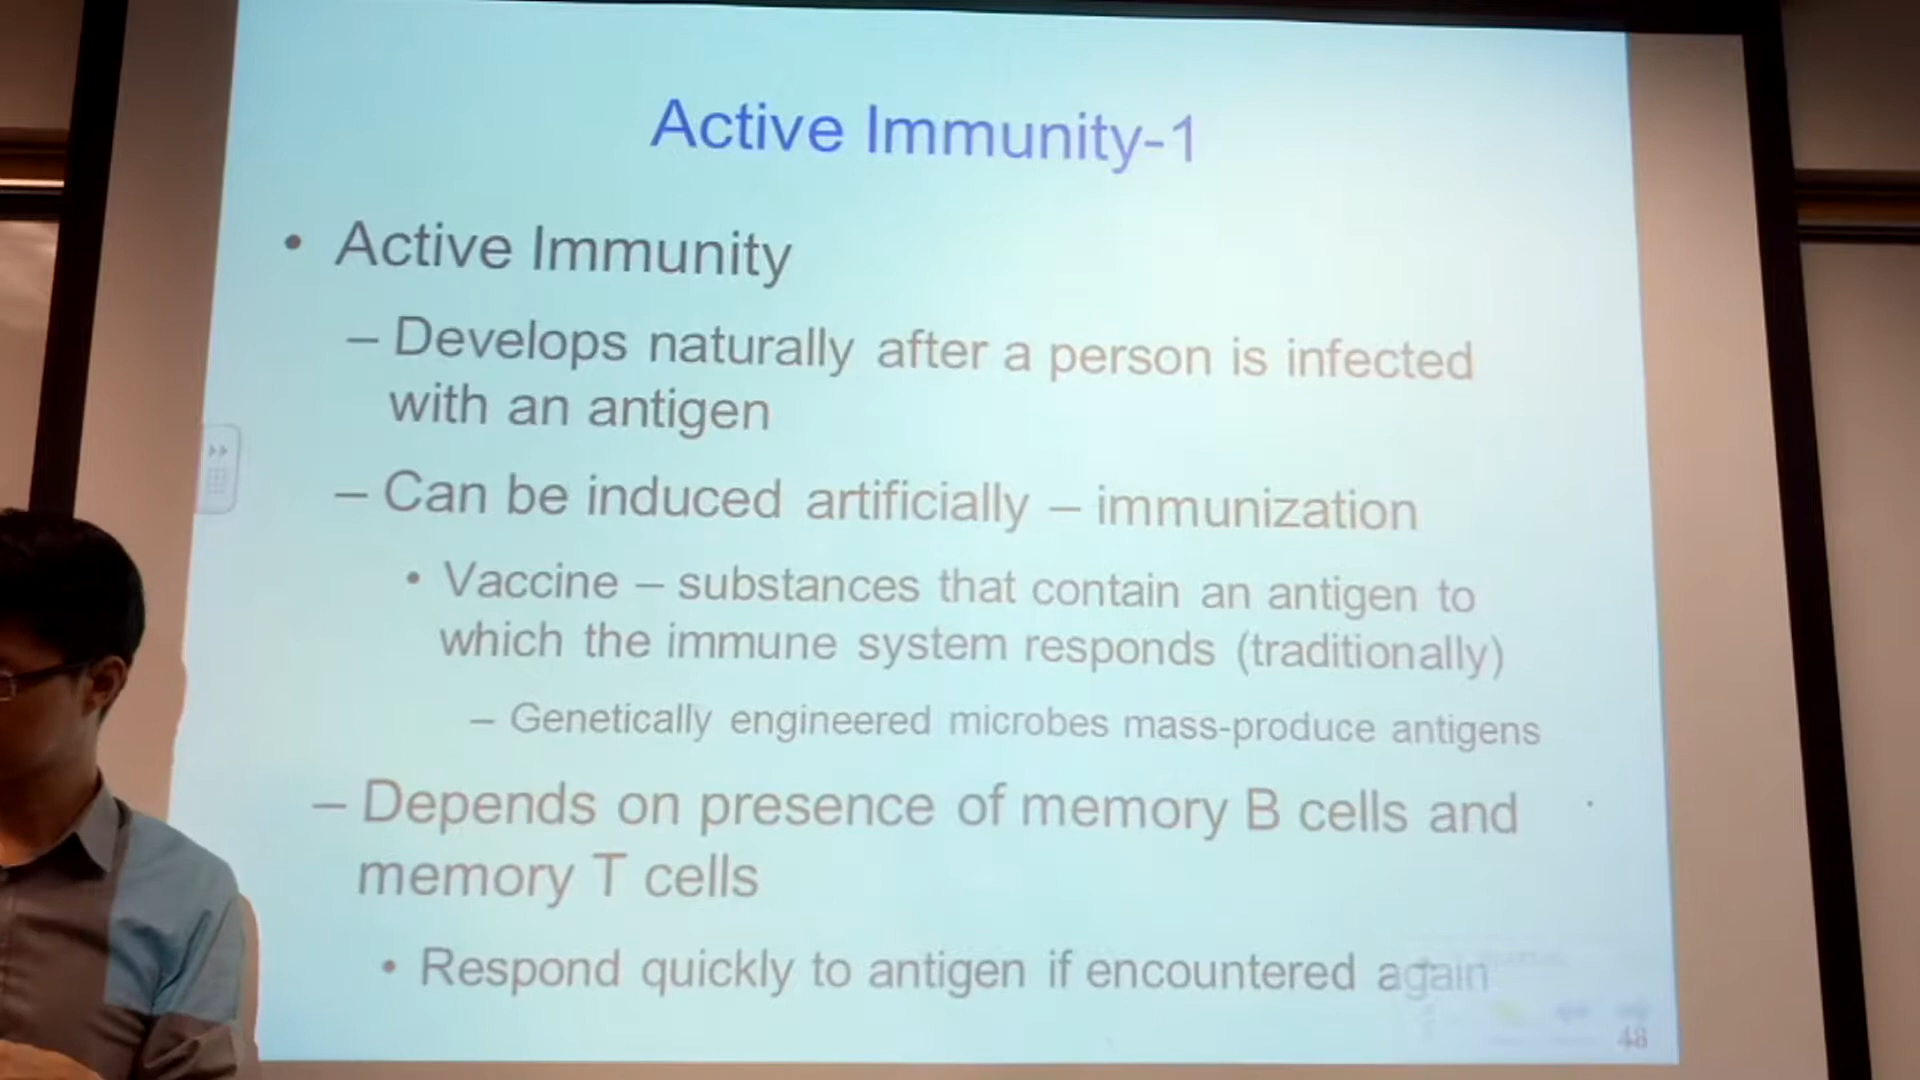 Active Immunity-1
• Active Immunity
– Develops naturally after a person is infected
with an antigen
– Can be induced artificially – immunization
• Vaccine – substances that contain an antigen to
which the immune system responds (traditionally)
– Genetically engineered microbes mass-produce antigens
– Depends on presence of memory B cells and
memory T cells
• Respond quickly to antigen if encountered again
48